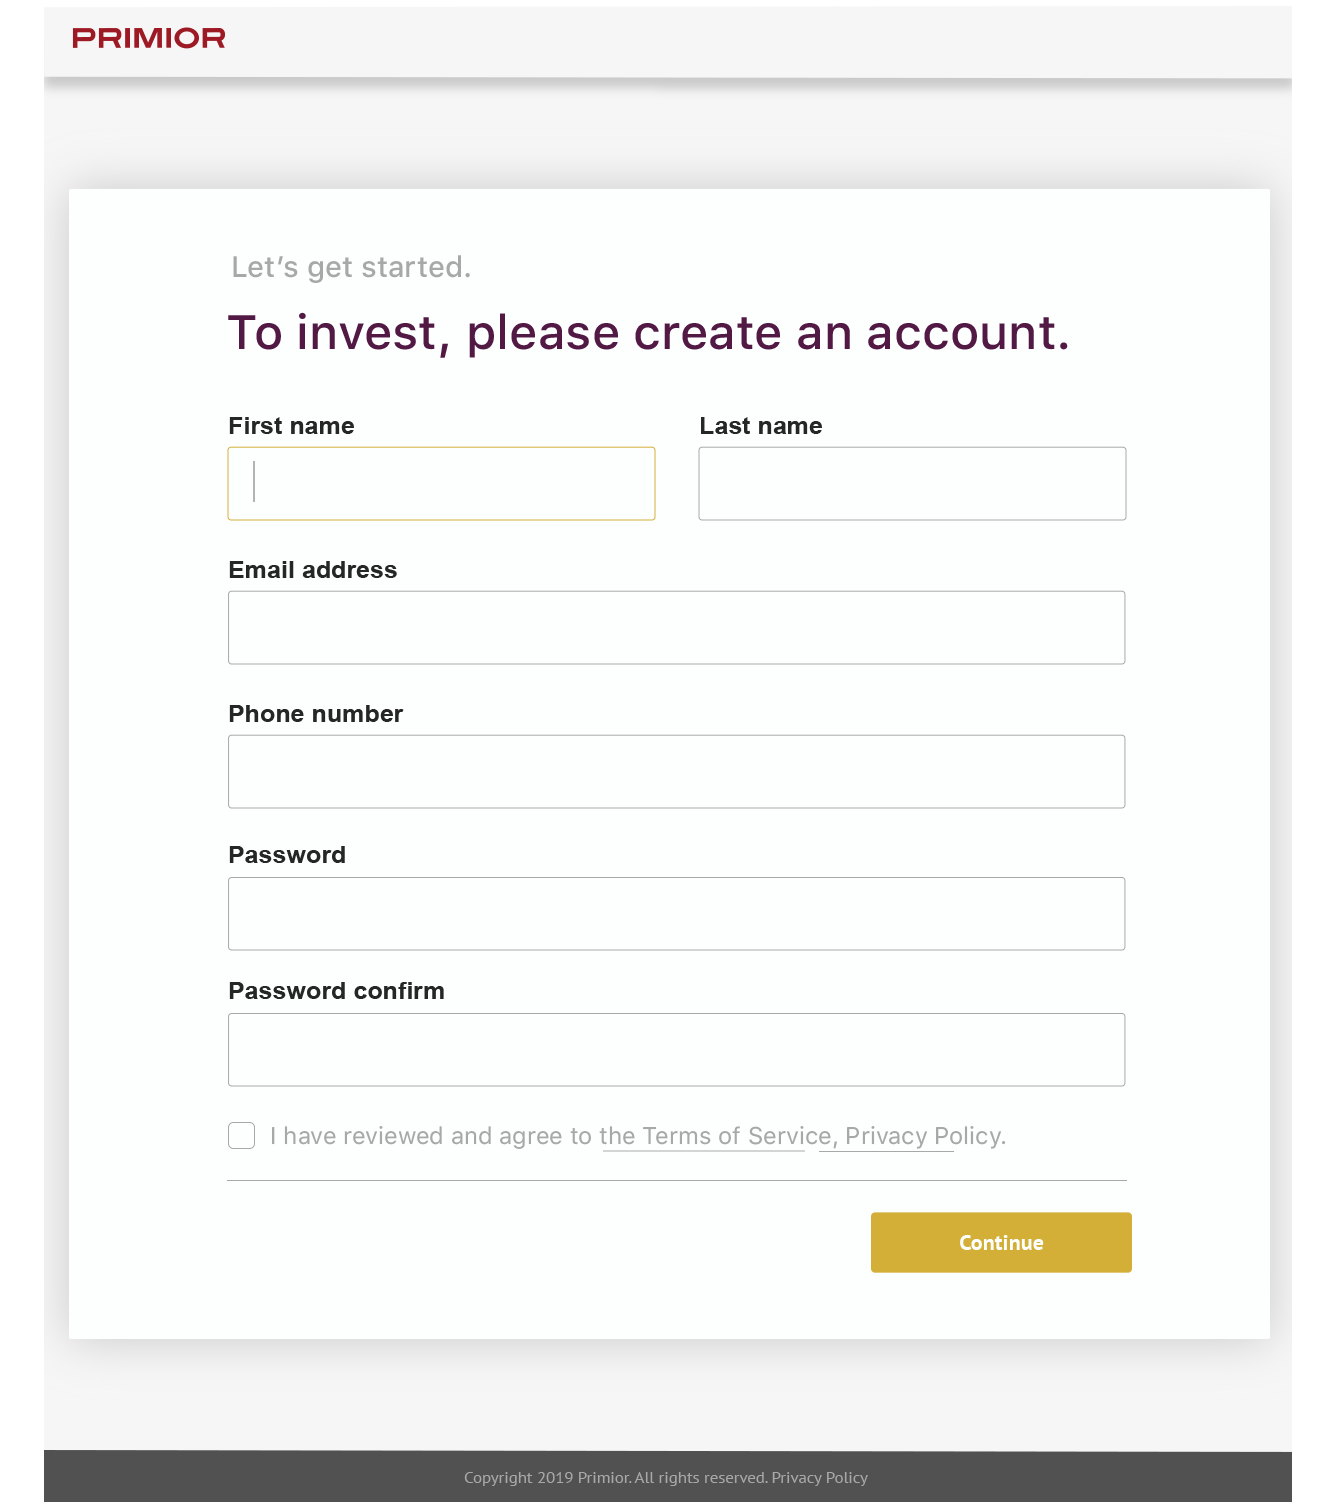 PRIMIOR
Let’s get started.
To invest, please create an account.
First name
Last name
Email address
Phone number
Password
Password confirm
I have reviewed and agree to the Terms of Service, Privacy Policy.
Continue
Copyright 2019 Primior. All rights reserved. Privacy Policy